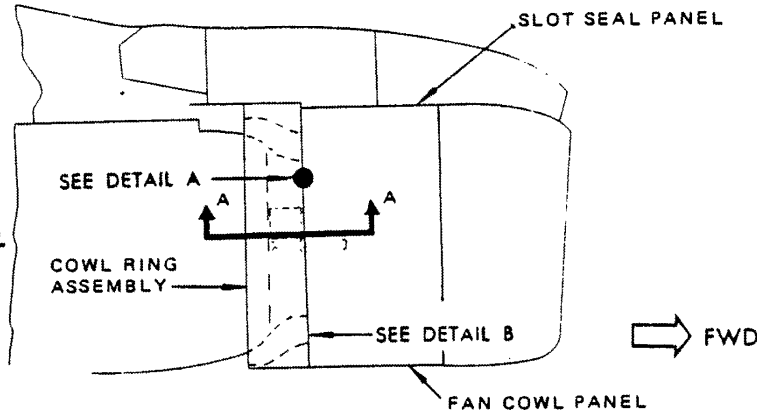 SLOT SEAL PANEL
SEE DETAIL A
A A
COWL RING
ASSEMBLY
SEE DETAIL B
FWD
FAN COWL PANEL